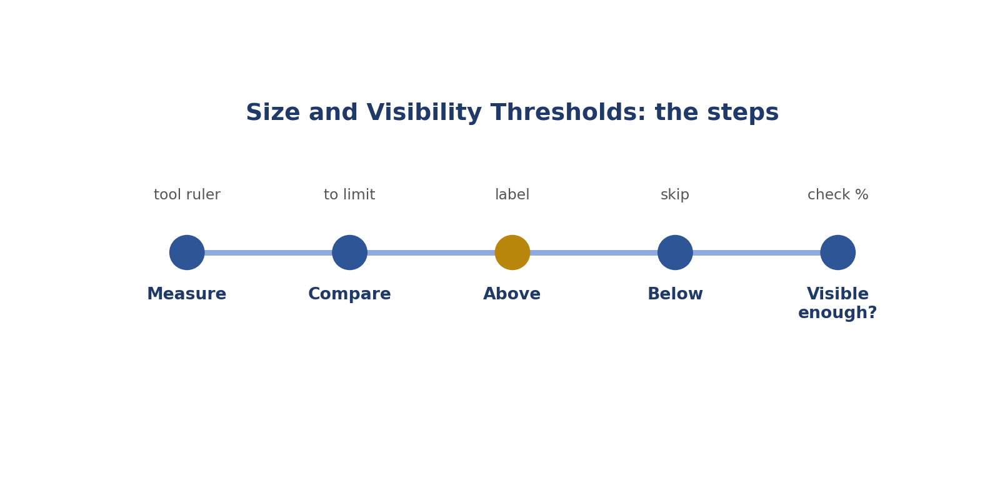 Size and Visibility Thresholds: the steps
tool ruler
to limit
label
skip
check %
Measure
Compare
Above
Below
Visible
enough?